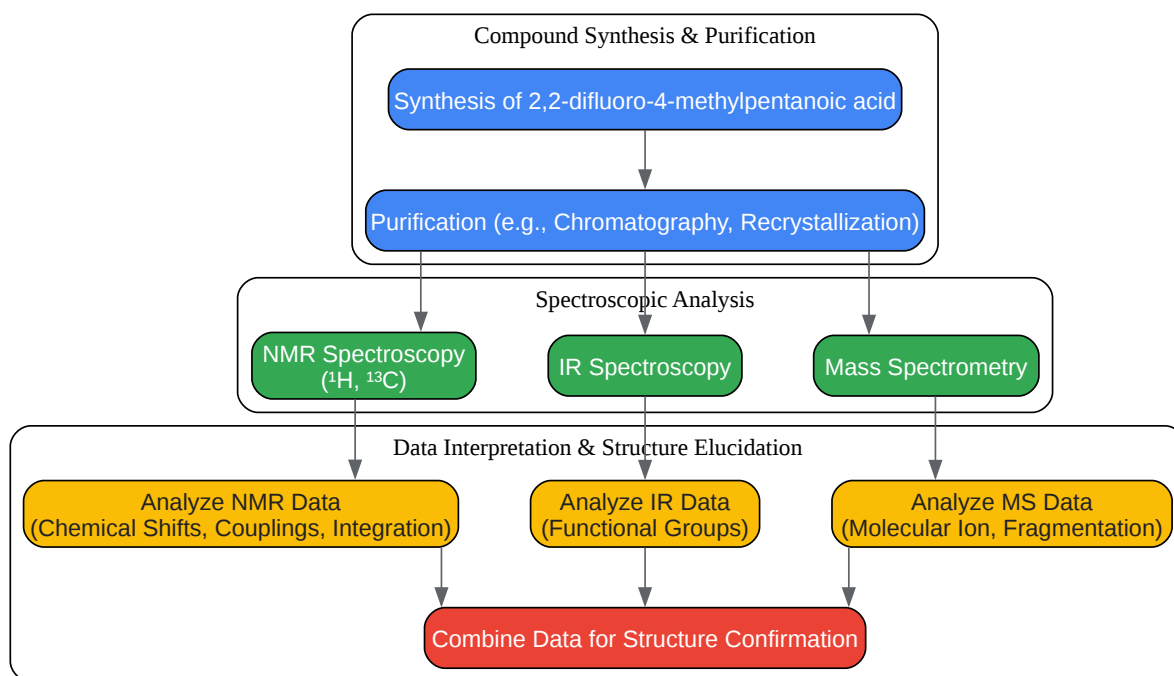 Compound Synthesis & Purification
Synthesis of 2,2-difluoro-4-methylpentanoic acid
Purification (e.g., Chromatography, Recrystallization)
Spectroscopic Analysis
NMR Spectroscopy
(¹H, ¹³C)
IR Spectroscopy
Mass Spectrometry
Data Interpretation & Structure Elucidation
Analyze NMR Data
(Chemical Shifts, Couplings, Integration)
Analyze IR Data
(Functional Groups)
Analyze MS Data
(Molecular Ion, Fragmentation)
Combine Data for Structure Confirmation